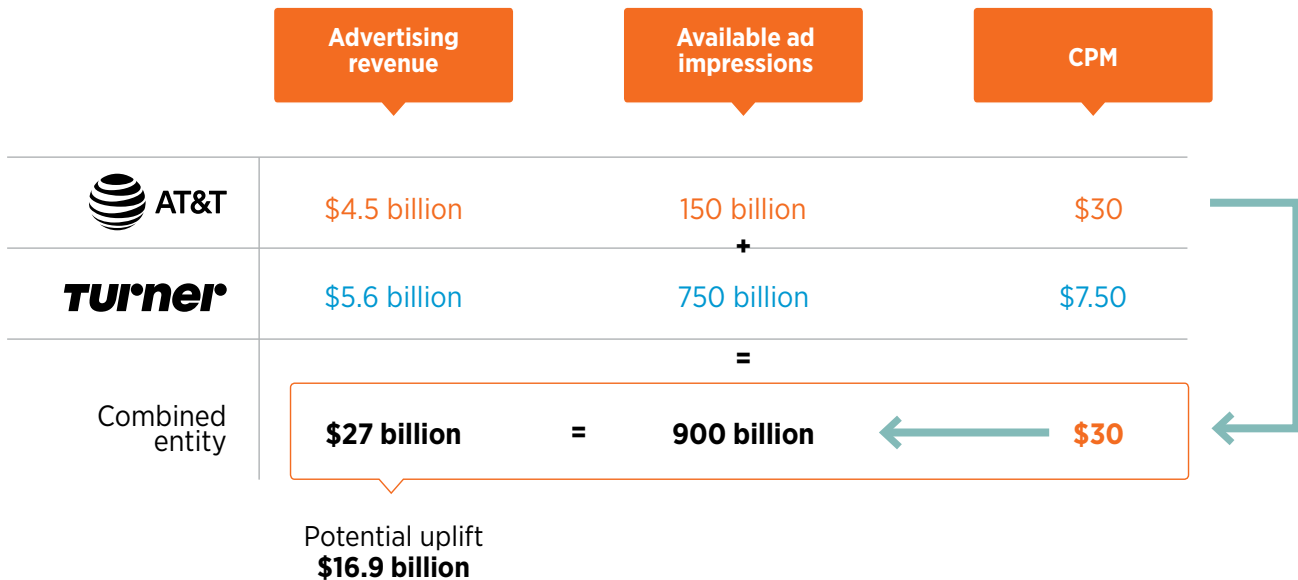 Advertising
revenue
Available ad
impressions
CPM
AT&T
$4.5 billion
150 billion
$30
+
Turner
$5.6 billion
750 billion
$7.50
=
Combined
entity
$27 billion
=
900 billion
$30
Potential uplift
$16.9 billion